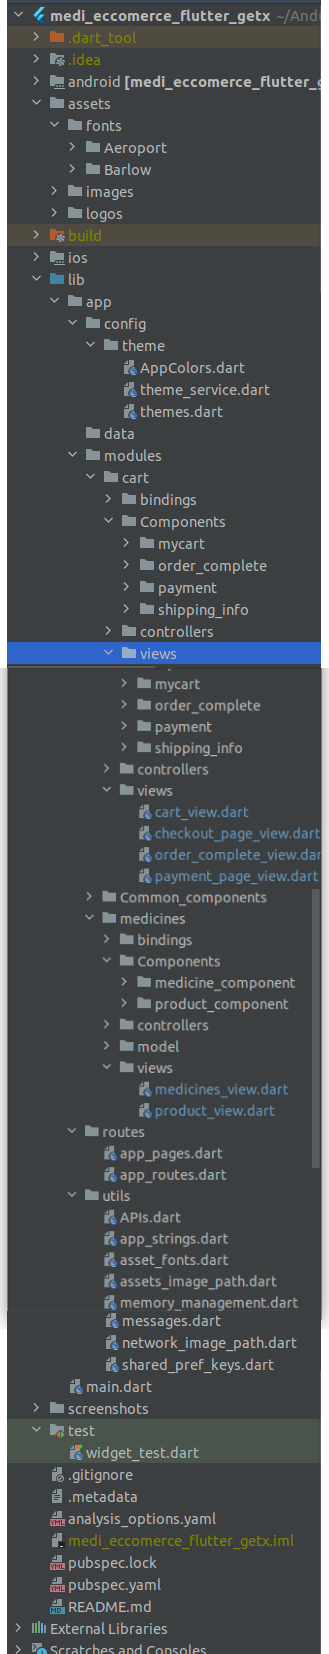 medi_eccomerce_flutter_getx ~/Andr
.dart_tool
.idea
android [medi_eccomerce_flutter_g
assets
fonts
Aeroport
Barlow
images
logos
build
ios
lib
app
config
theme
AppColors.dart
theme_service.dart
themes.dart
data
modules
cart
bindings
Components
mycart
order_complete
payment
shipping_info
controllers
views
mycart
order_complete
payment
shipping_info
controllers
views
cart_view.dart
checkout_page_view.dart
order_complete_view.dar
payment_page_view.dart
Common_components
medicines
bindings
Components
medicine_component
product_component
controllers
model
views
medicines_view.dart
product_view.dart
routes
app_pages.dart
app_routes.dart
utils
APIs.dart
app_strings.dart
asset_fonts.dart
assets_image_path.dart
memory_management.dart
messages.dart
network_image_path.dart
shared_pref_keys.dart
main.dart
screenshots
test
widget_test.dart
.gitignore
.metadata
analysis_options.yaml
medi_eccomerce_flutter_getx.iml
pubspec.lock
pubspec.yaml
README.md
External Libraries
Scratches and Consoles